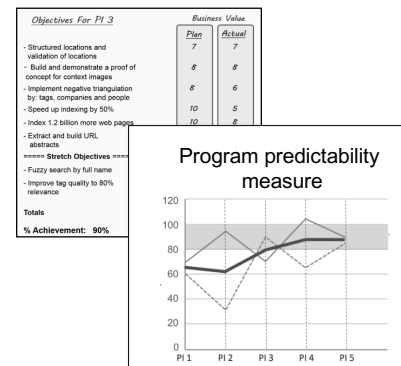 Objectives For PI 3
Business Value
Plan Actual
- Structured locations and
validation of locations
7 7
- Build and demonstrate a proof of
concept for context images
8 8
- Implement negative triangulation
by: tags, companies and people
8 6
- Speed up indexing by 50%
10 5
- Index 1.2 billion more web pages
10 8
- Extract and build URL
abstracts
===== Stretch Objectives ====
- Fuzzy search by full name
- Improve tag quality to 80%
relevance
Totals
% Achievement: 90%
Program predictability
measure
120
100
80
60
40
20
0
PI 1 PI 2 PI 3 PI 4 PI 5